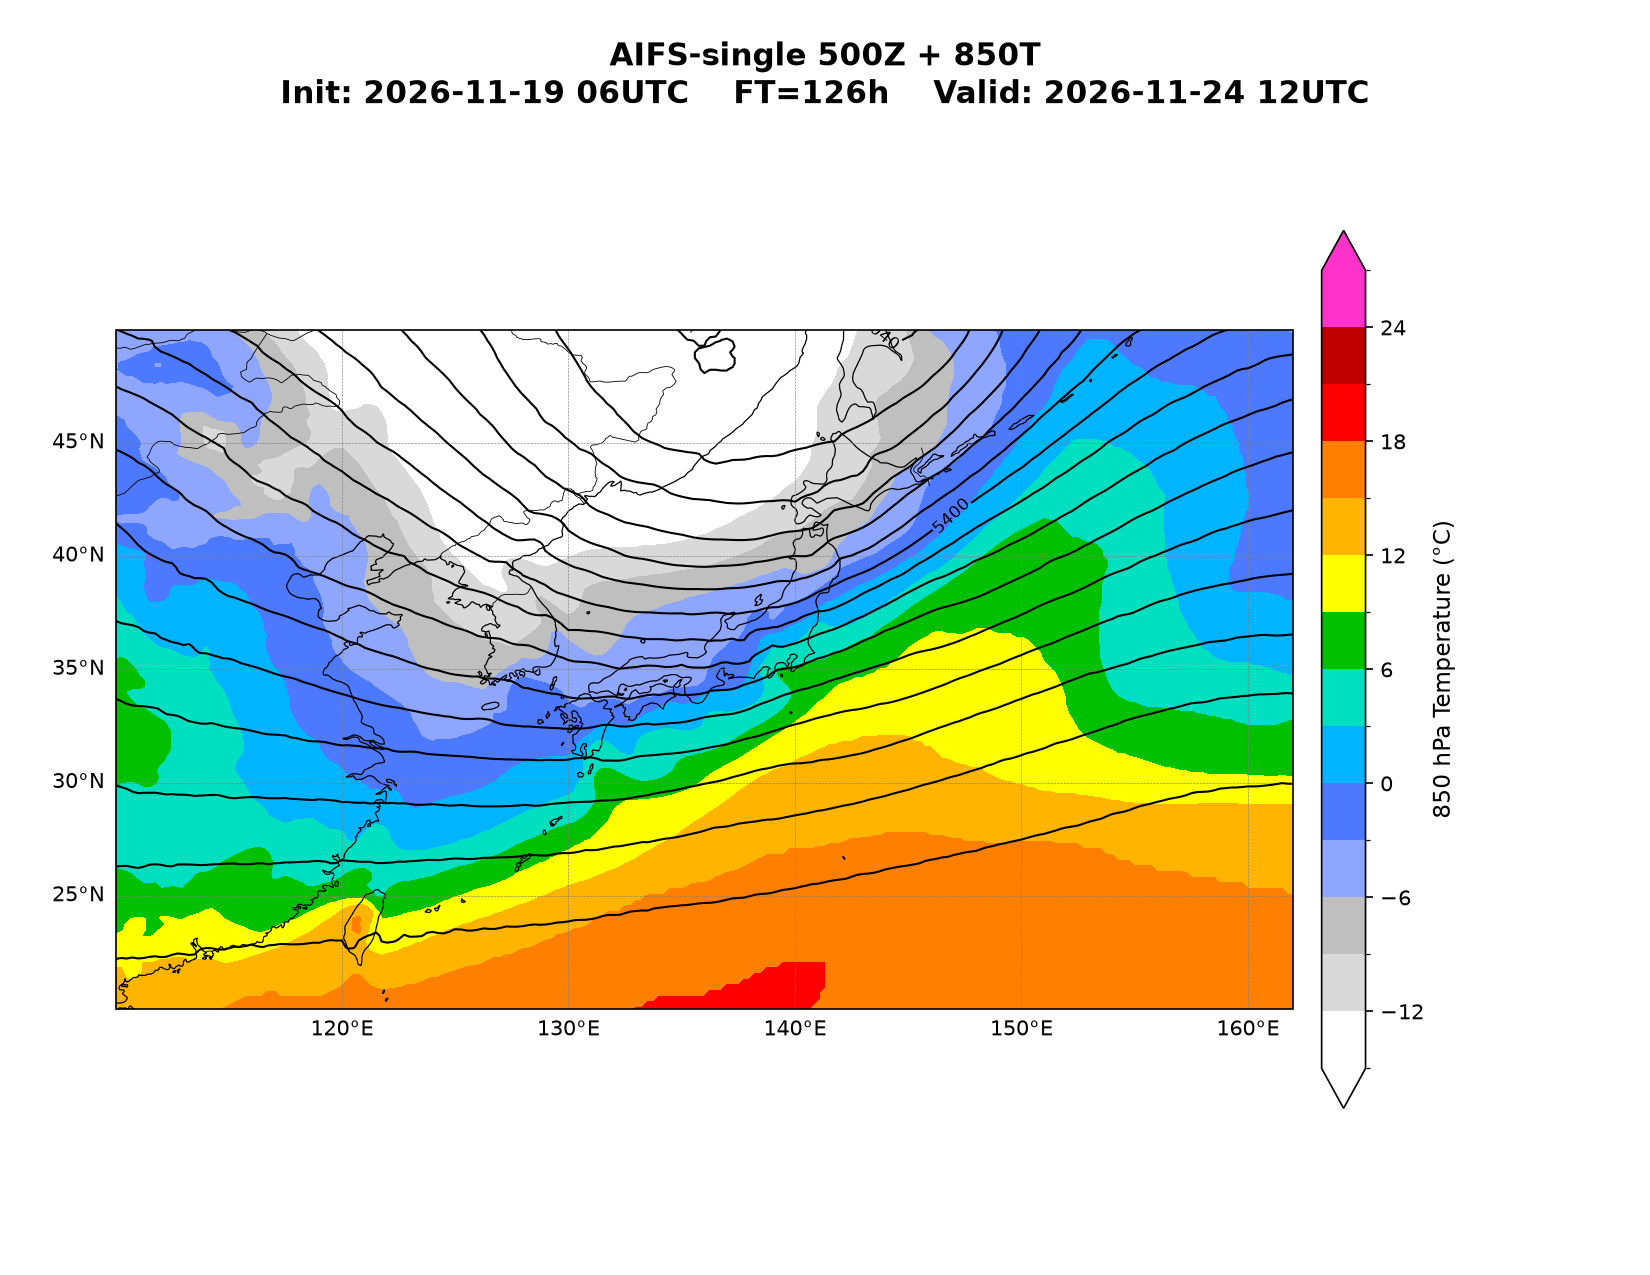 AIFS-single 500Z + 850T
Init: 2026-11-19 06UTC    FT=126h    Valid: 2026-11-24 12UTC
24
18
12
6
0
−6
−12
850 hPa Temperature (°C)
45°N
40°N
35°N
30°N
25°N
5400
120°E
130°E
140°E
150°E
160°E